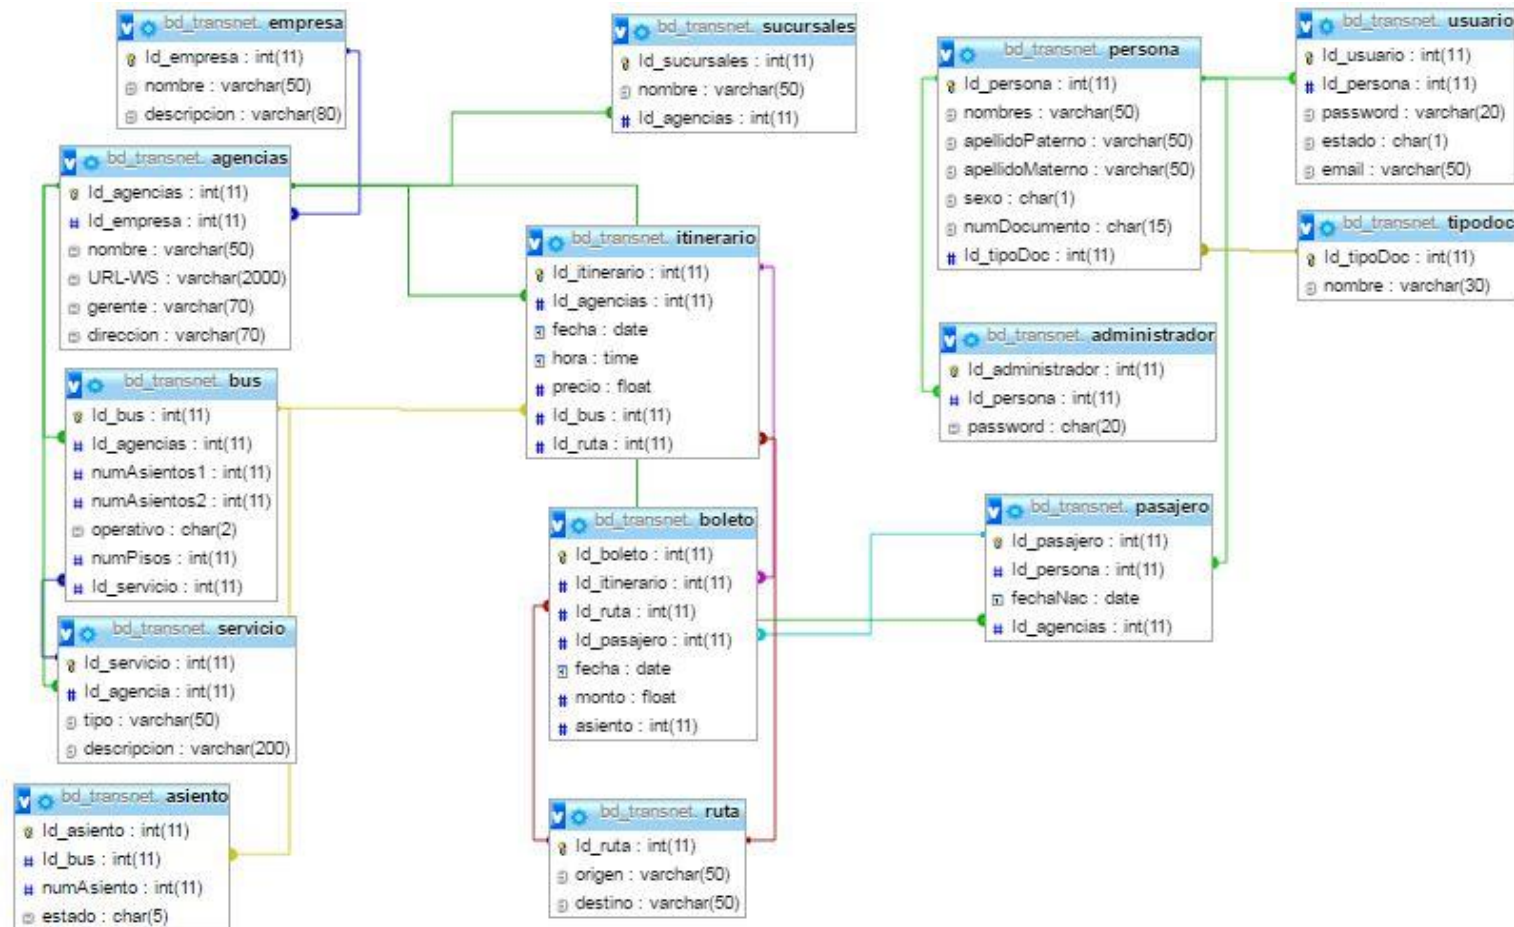 bd_transnet. empresa
Id_empresa : int(11)
nombre : varchar(50)
descripcion : varchar(80)
bd_transnet. sucursales
Id_sucursales : int(11)
nombre : varchar(50)
Id_agencias : int(11)
bd_transnet. persona
Id_persona : int(11)
nombres : varchar(50)
apellidoPaterno : varchar(50)
apellidoMaterno : varchar(50)
sexo : char(1)
numDocumento : char(15)
Id_tipoDoc : int(11)
bd_transnet. usuario
Id_usuario : int(11)
Id_persona : int(11)
password : varchar(20)
estado : char(1)
email : varchar(50)
bd_transnet. agencias
Id_agencias : int(11)
Id_empresa : int(11)
nombre : varchar(50)
URL-WS : varchar(2000)
gerente : varchar(70)
direccion : varchar(70)
bd_transnet. itinerario
Id_itinerario : int(11)
Id_agencias : int(11)
fecha : date
hora : time
precio : float
Id_bus : int(11)
Id_ruta : int(11)
bd_transnet. tipodoc
Id_tipoDoc : int(11)
nombre : varchar(30)
bd_transnet. administrador
Id_administrador : int(11)
Id_persona : int(11)
password : char(20)
bd_transnet. bus
Id_bus : int(11)
Id_agencias : int(11)
numAsientos1 : int(11)
numAsientos2 : int(11)
operativo : char(2)
numPisos : int(11)
Id_servicio : int(11)
bd_transnet. boleto
Id_boleto : int(11)
Id_itinerario : int(11)
Id_ruta : int(11)
Id_pasajero : int(11)
fecha : date
monto : float
asiento : int(11)
bd_transnet. pasajero
Id_pasajero : int(11)
Id_persona : int(11)
fechaNac : date
Id_agencias : int(11)
bd_transnet. servicio
Id_servicio : int(11)
Id_agencia : int(11)
tipo : varchar(50)
descripcion : varchar(200)
bd_transnet. asiento
Id_asiento : int(11)
Id_bus : int(11)
numAsiento : int(11)
estado : char(5)
bd_transnet. ruta
Id_ruta : int(11)
origen : varchar(50)
destino : varchar(50)